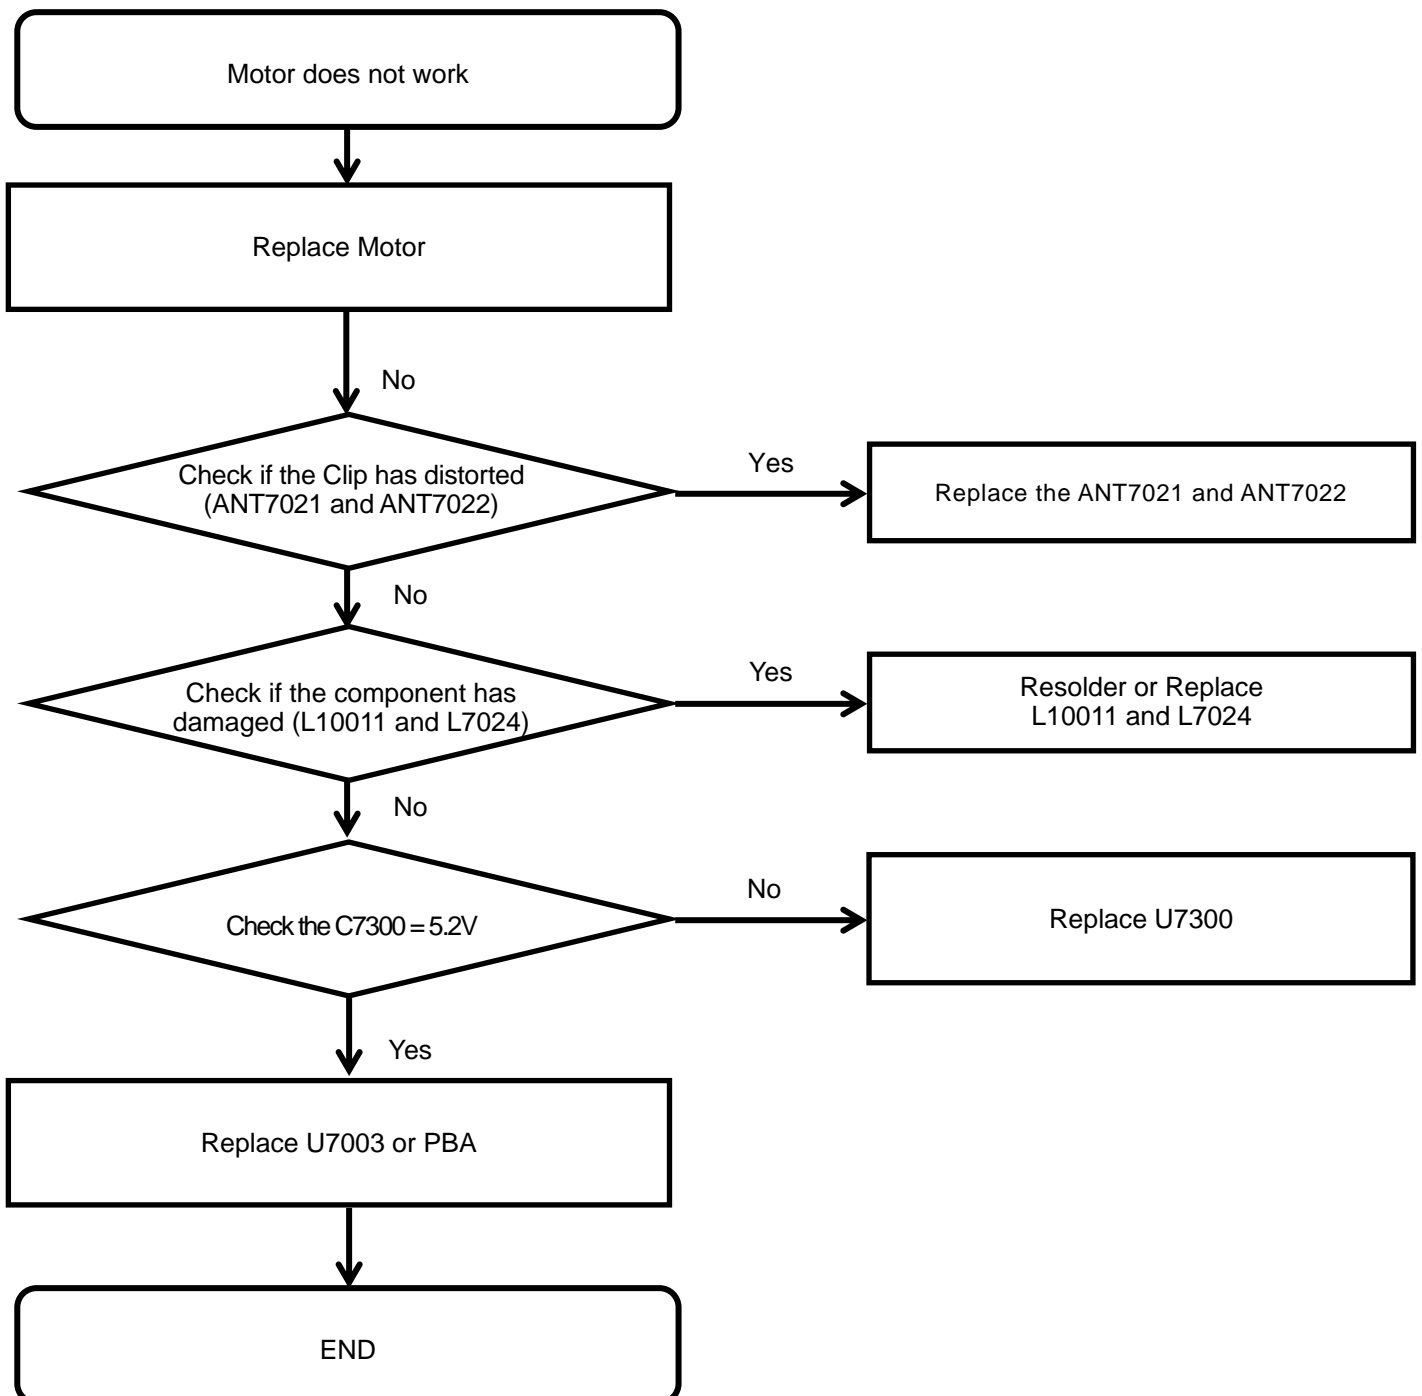 Motor does not work
Replace Motor
No
Check if the Clip has distorted
(ANT7021 and ANT7022)
Yes
Replace the ANT7021 and ANT7022
No
Check if the component has
damaged (L10011 and L7024)
Yes
Resolder or Replace
L10011 and L7024
No
Check the C7300 = 5.2V
No
Replace U7300
Yes
Replace U7003 or PBA
END